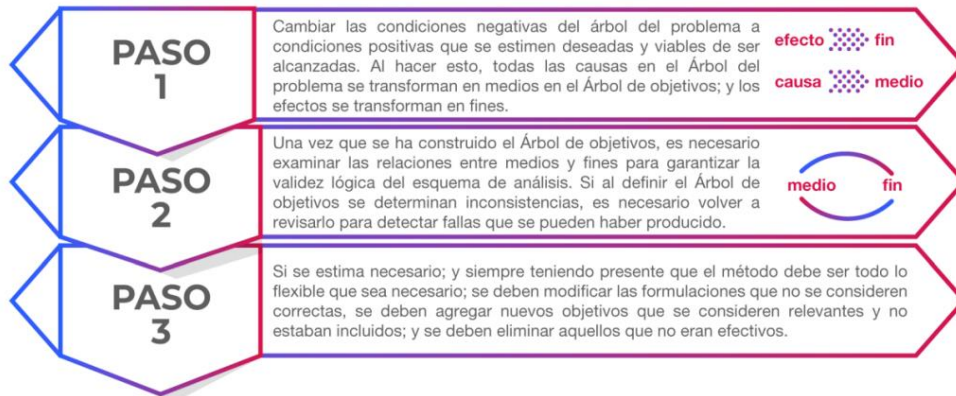 PASO
1
Cambiar las condiciones negativas del árbol del problema a
condiciones positivas que se estimen deseadas y viables de ser
alcanzadas. Al hacer esto, todas las causas en el Árbol del
problema se transforman en medios en el Árbol de objetivos; y los
efectos se transforman en fines.
efecto fin
causa medio
PASO
2
Una vez que se ha construido el Árbol de objetivos, es necesario
examinar las relaciones entre medios y fines para garantizar la
validez lógica del esquema de análisis. Si al definir el Árbol de
objetivos se determinan inconsistencias, es necesario volver a
revisarlo para detectar fallas que se pueden haber producido.
medio fin
PASO
3
Si se estima necesario; y siempre teniendo presente que el método debe ser todo lo
flexible que sea necesario; se deben modificar las formulaciones que no se consideren
correctas, se deben agregar nuevos objetivos que se consideren relevantes y no
estaban incluidos; y se deben eliminar aquellos que no eran efectivos.